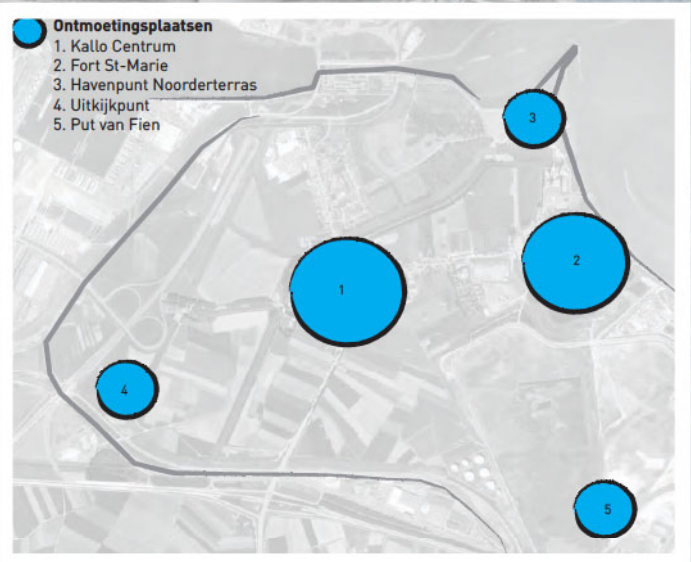 Ontmoetingsplaatsen
1. Kallo Centrum
2. Fort St-Marie
3. Havenpunt Noorderterras
4. Uitkijkpunt
5. Put van Fien
3
2
1
4
5